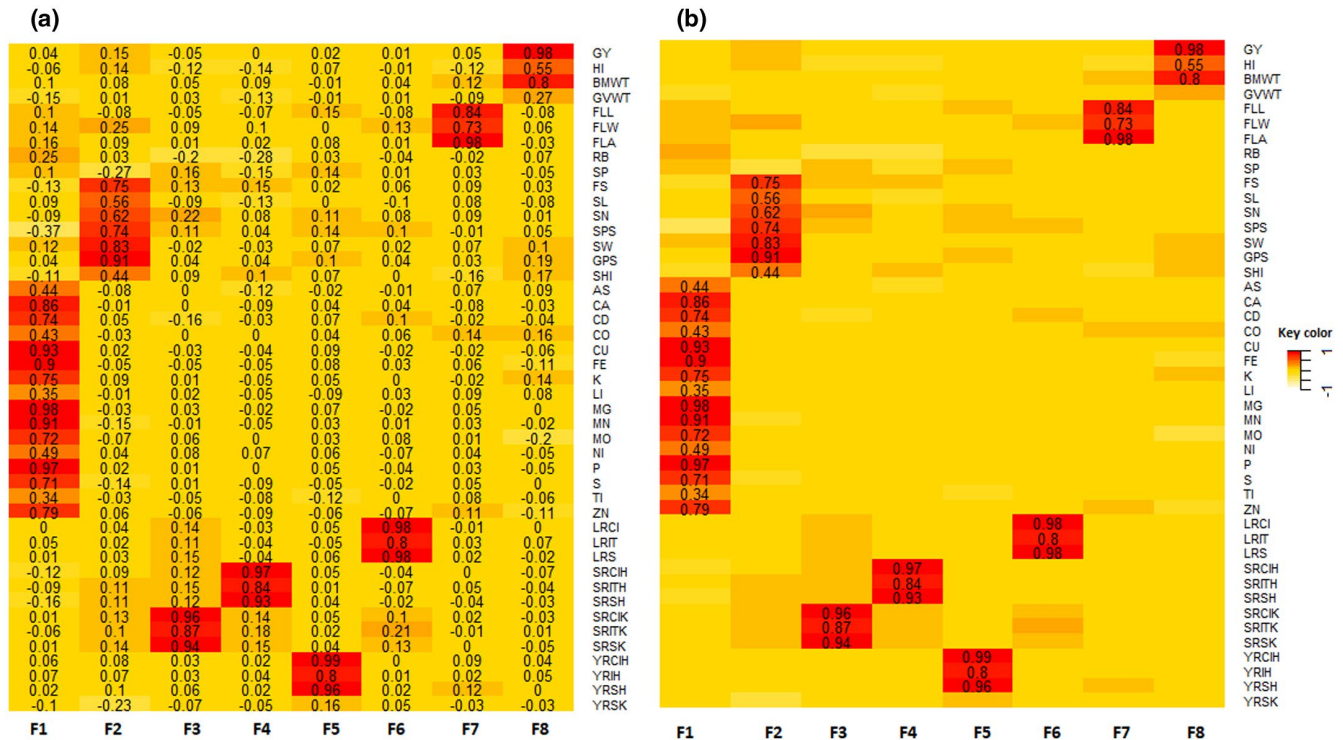 (a) (b)
0.04 0.15 -0.05 0 0.02 0.01 0.05 0.98 GY 0.98 GY
-0.06 0.14 -0.12 -0.14 0.07 -0.01 -0.12 0.55 HI 0.55 HI
0.1 0.08 0.05 0.09 -0.01 0.04 0.12 0.8 BMWT 0.8 BMWT
-0.15 0.01 0.03 -0.13 -0.01 0.01 -0.09 0.27 GVWT GVWT
0.1 -0.08 -0.05 -0.07 0.15 -0.08 0.84 -0.08 FLL 0.84 FLL
0.14 0.25 0.09 0.1 0 0.13 0.73 0.06 FLW 0.73 FLW
0.16 0.09 0.01 0.02 0.08 0.01 0.98 -0.03 FLA 0.98 FLA
0.25 0.03 -0.2 -0.28 0.03 -0.04 -0.02 0.07 RB RB
0.1 -0.27 0.16 -0.15 0.14 0.01 0.03 -0.05 SP SP
-0.13 0.75 0.13 0.15 0.02 0.06 0.09 0.03 FS 0.75 FS
0.09 0.56 -0.09 -0.13 0 -0.1 0.08 -0.08 SL 0.56 SL
-0.09 0.62 0.22 0.08 0.11 0.08 0.09 0.01 SN 0.62 SN
-0.37 0.74 0.11 0.04 0.14 0.1 -0.01 0.05 SPS 0.74 SPS
0.12 0.83 -0.02 -0.03 0.07 0.02 0.07 0.1 SW 0.83 SW
0.04 0.91 0.04 0.04 0.1 0.04 0.06 0.19 GPS 0.91 GPS
-0.11 0.44 0.09 0.1 0.07 0 -0.16 0.17 SHI 0.44 SHI
0.44 -0.08 0 -0.12 -0.02 -0.01 0.07 0.09 AS 0.44 AS
0.86 -0.01 0 -0.09 0.04 0.04 -0.08 -0.03 CA 0.86 CA
0.74 0.05 -0.16 -0.03 0.07 0.1 -0.02 -0.04 CD 0.74 CD
0.43 -0.03 0 0 0.02 0.07 0.14 0.16 CO 0.43 CO
0.93 0.02 -0.03 -0.04 0.09 -0.02 -0.02 -0.06 CU 0.93 CU
0.9 0.05 -0.05 -0.05 0.08 0.03 0.06 -0.11 FE 0.9 FE
0.75 0.09 0.01 -0.05 0.05 0 -0.02 0.14 K 0.75 K
0.35 -0.01 0.02 -0.05 -0.09 0.03 0.09 0.08 LI 0.35 LI
0.98 -0.03 0.03 -0.02 0.07 -0.02 0.05 0 MG 0.98 MG
0.91 -0.15 -0.01 -0.05 0.03 0.01 0.03 -0.02 MN 0.91 MN
0.72 -0.07 0.06 0 0.03 0.08 0.01 -0.2 MO 0.72 MO
0.49 0.04 0.08 0.07 0.06 -0.07 0.04 -0.05 NI 0.49 NI
0.97 0.02 0.01 0 0.05 -0.04 0.03 -0.05 P 0.97 P
0.71 -0.14 0.01 -0.09 -0.05 -0.02 0.05 0 S 0.71 S
0.34 -0.03 -0.05 -0.08 -0.12 0 0.08 -0.06 TI 0.34 TI
0.79 0.06 -0.06 -0.09 -0.06 -0.07 0.11 -0.11 ZN 0.79 ZN
0 0.04 0.14 -0.03 0.05 0.98 -0.01 0 LRCI 0.98 LRCI
0.05 0.02 0.11 -0.04 -0.05 0.8 0.03 0.07 LRIT 0.8 LRIT
0.01 0.03 0.15 -0.04 0.06 0.98 0.02 -0.02 LRS 0.98 LRS
-0.12 0.09 0.12 0.97 0.05 -0.04 0 -0.07 SRCIH 0.97 SRCIH
-0.09 0.11 0.15 0.84 0.01 -0.07 0.05 -0.04 SRITH 0.84 SRITH
-0.16 0.11 0.12 0.93 0.04 -0.02 -0.04 -0.03 SRSH 0.93 SRSH
0.01 0.13 0.96 0.14 0.05 0.1 0.02 -0.03 SRCIK 0.96 SRCIK
-0.06 0.1 0.87 0.18 0.02 0.21 -0.01 0.01 SRITK 0.87 SRITK
0.01 0.14 0.94 0.15 0.04 0.13 0 -0.05 SRSK 0.94 SRSK
0.06 0.08 0.03 0.02 0.99 0 0.09 0.04 YRCIH 0.99 YRCIH
0.07 0.07 0.03 0.04 0.8 0.01 0.02 0.05 YRIH 0.8 YRIH
0.02 0.1 0.06 0.02 0.96 0.02 0.12 0 YRSH 0.96 YRSH
-0.1 -0.23 -0.07 -0.05 0.16 0.05 -0.03 -0.03 YRSK YRSK
F1 F2 F3 F4 F5 F6 F7 F8 F1 F2 F3 F4 F5 F6 F7 F8
Key color
1
-1